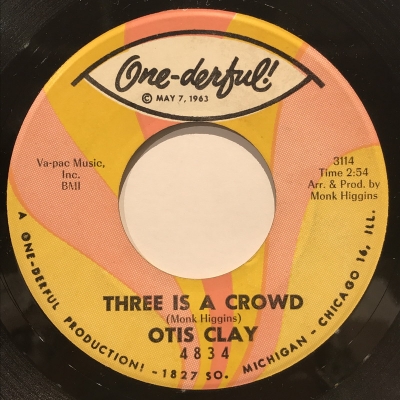 One-derful!
© MAY 7, 1963
Va-pac Music,
Inc.
BMI
3114
Time 2:54
Arr. & Prod. by
Monk Higgins
THREE IS A CROWD
(Monk Higgins)
OTIS CLAY
4834
A ONE-DERFUL PRODUCTION! - 1827 SO. MICHIGAN - CHICAGO 16, ILL.